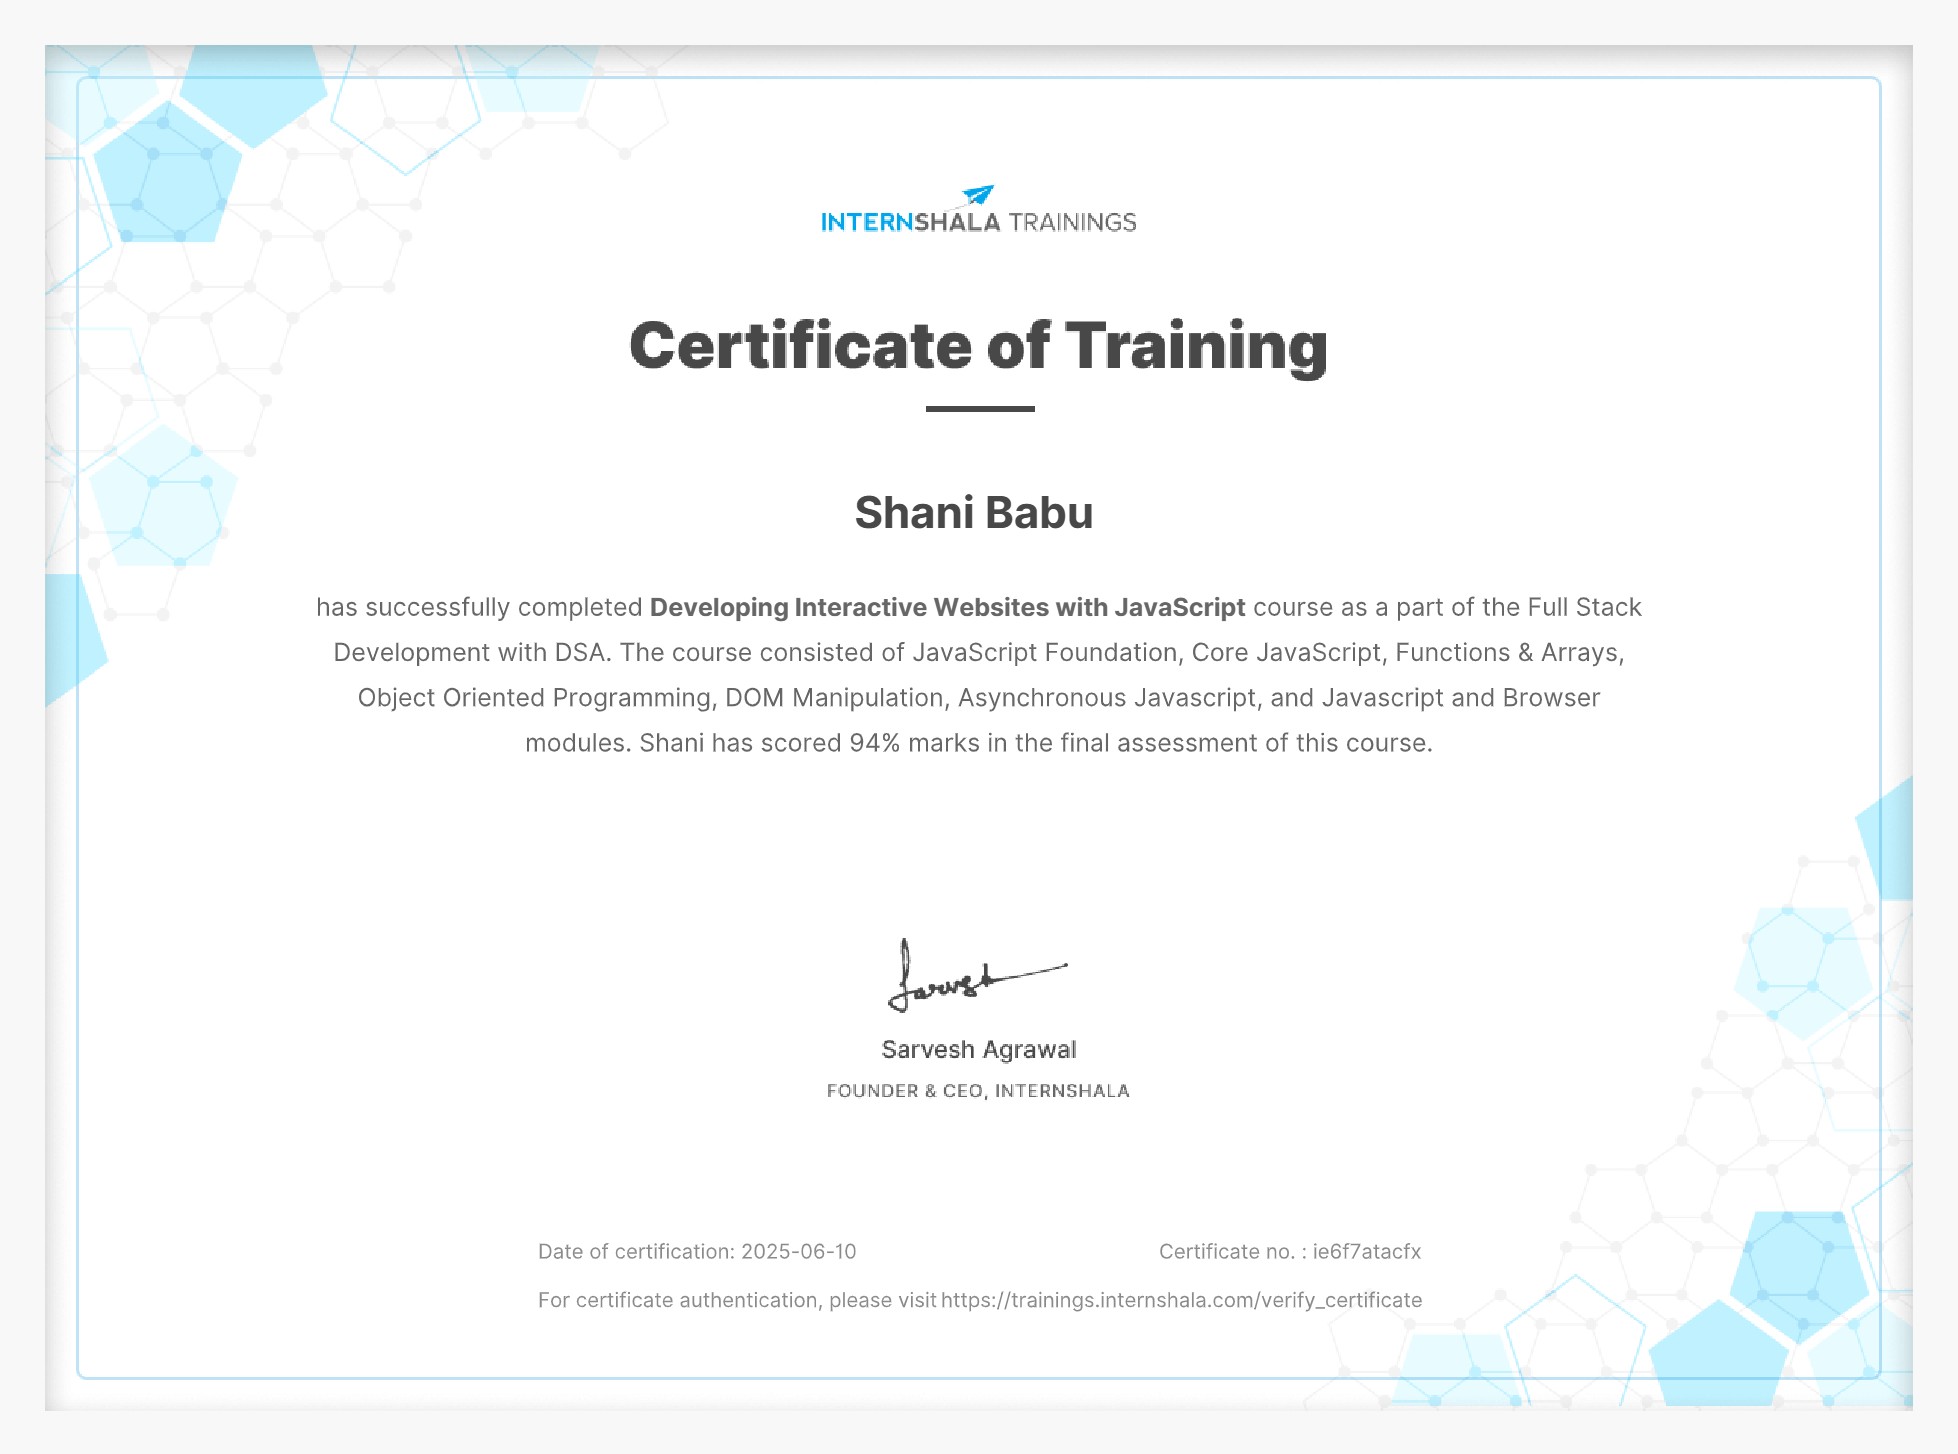 INTERNSHALA TRAININGS
Certificate of Training
Shani Babu
has successfully completed Developing Interactive Websites with JavaScript course as a part of the Full Stack
Development with DSA. The course consisted of JavaScript Foundation, Core JavaScript, Functions & Arrays,
Object Oriented Programming, DOM Manipulation, Asynchronous Javascript, and Javascript and Browser
modules. Shani has scored 94% marks in the final assessment of this course.
Sarvesh
Sarvesh Agrawal
FOUNDER & CEO, INTERNSHALA
Date of certification: 2025-06-10 Certificate no. : ie6f7atacfx
For certificate authentication, please visit https://trainings.internshala.com/verify_certificate